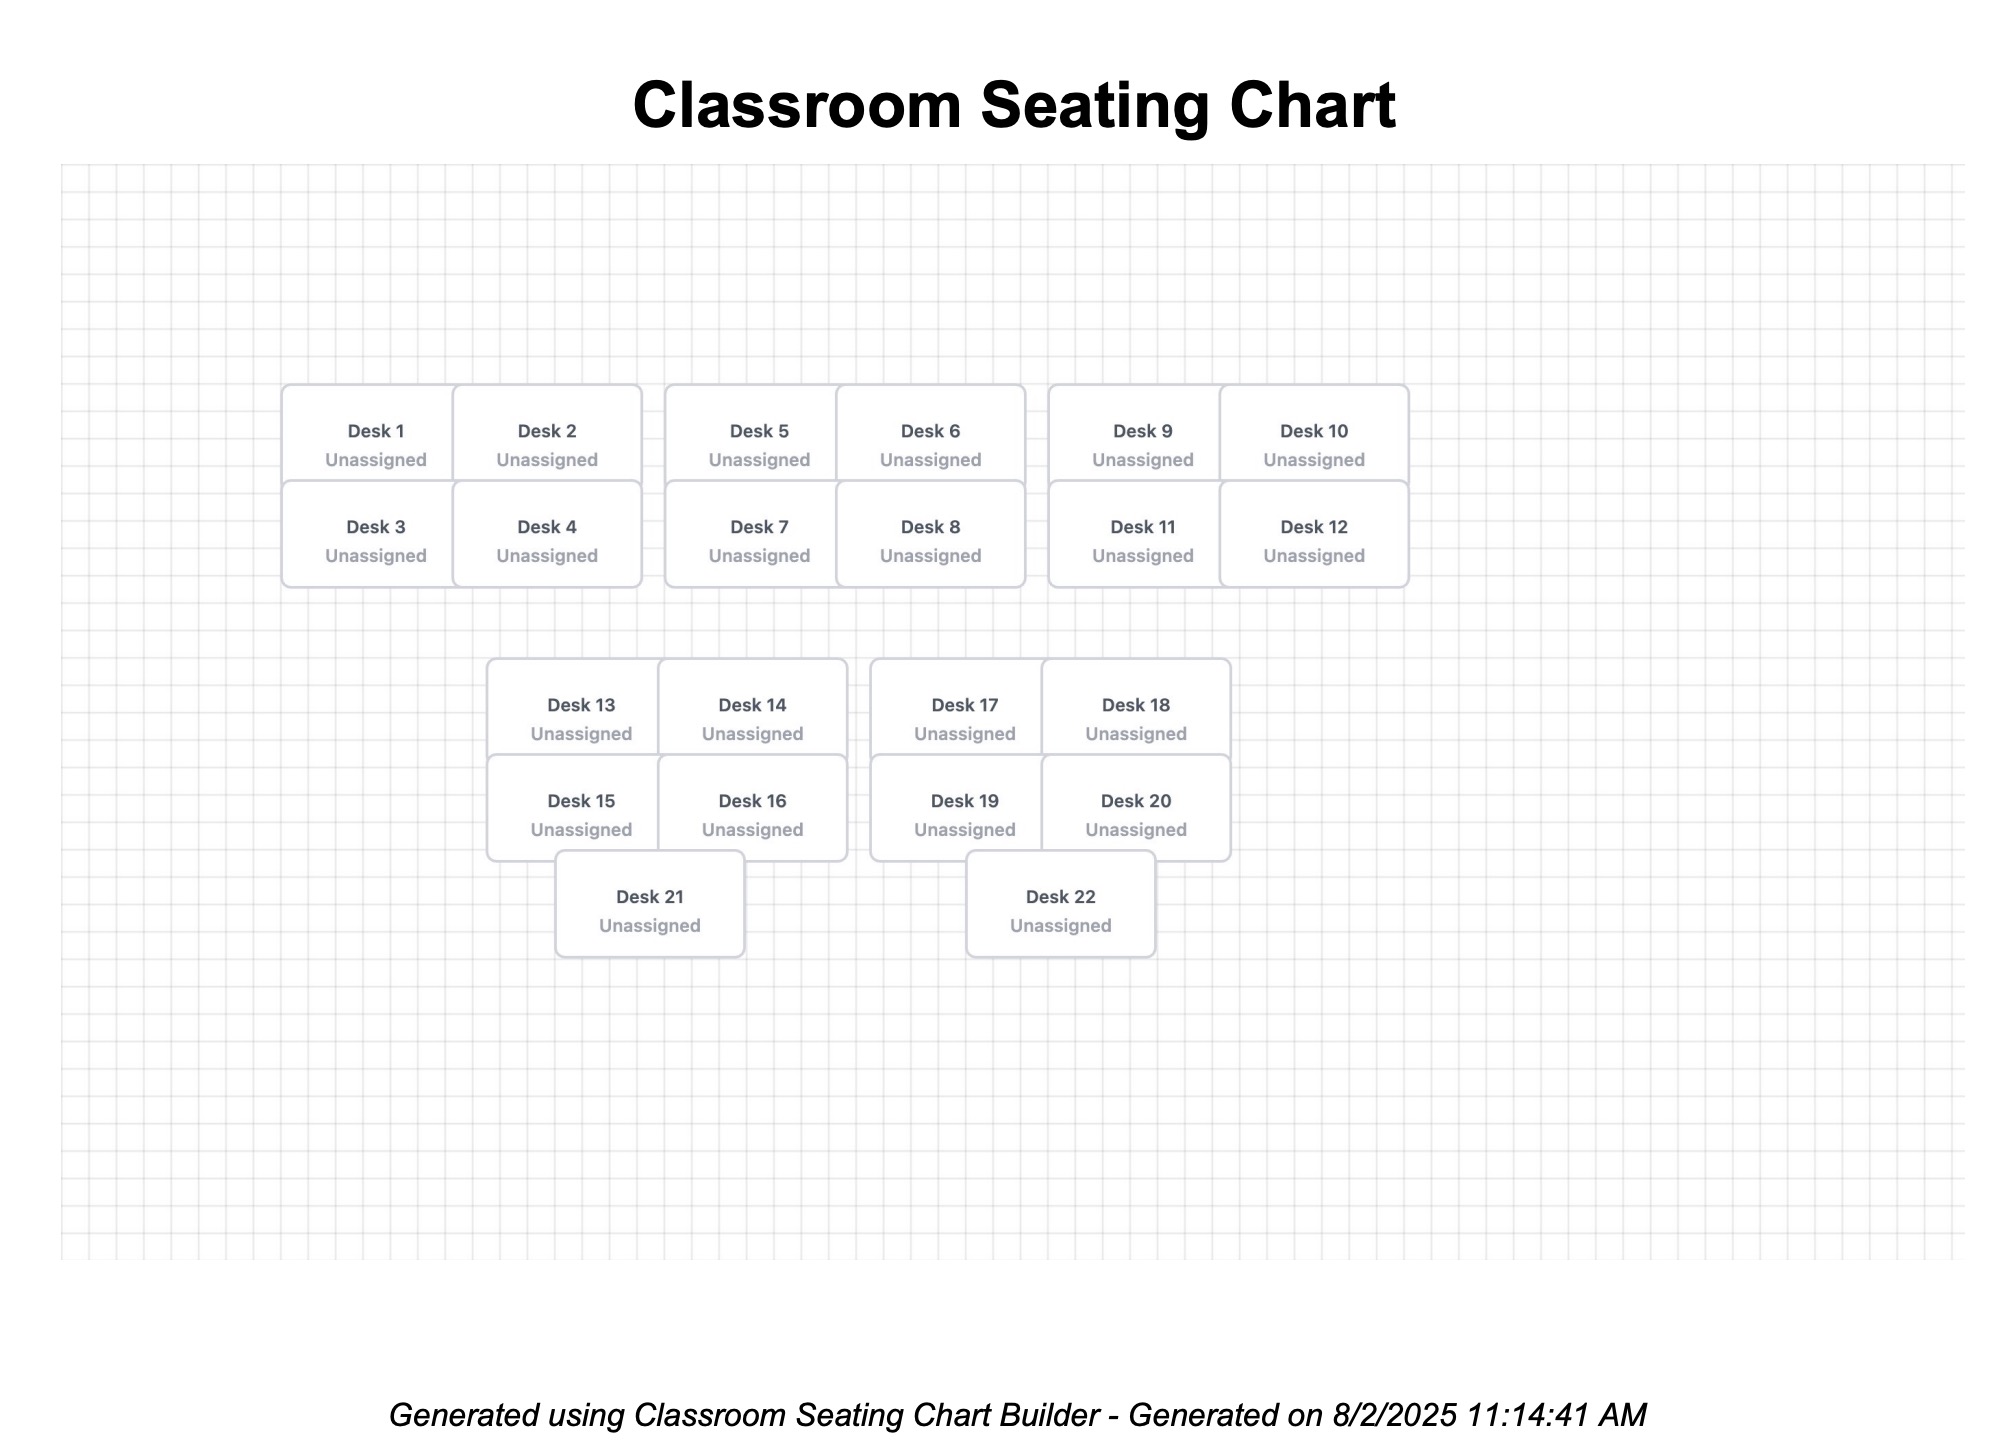 Classroom Seating Chart
Desk 1
Unassigned
Desk 2
Unassigned
Desk 3
Unassigned
Desk 4
Unassigned
Desk 5
Unassigned
Desk 6
Unassigned
Desk 7
Unassigned
Desk 8
Unassigned
Desk 9
Unassigned
Desk 10
Unassigned
Desk 11
Unassigned
Desk 12
Unassigned
Desk 13
Unassigned
Desk 14
Unassigned
Desk 15
Unassigned
Desk 16
Unassigned
Desk 21
Unassigned
Desk 17
Unassigned
Desk 18
Unassigned
Desk 19
Unassigned
Desk 20
Unassigned
Desk 22
Unassigned
Generated using Classroom Seating Chart Builder - Generated on 8/2/2025 11:14:41 AM